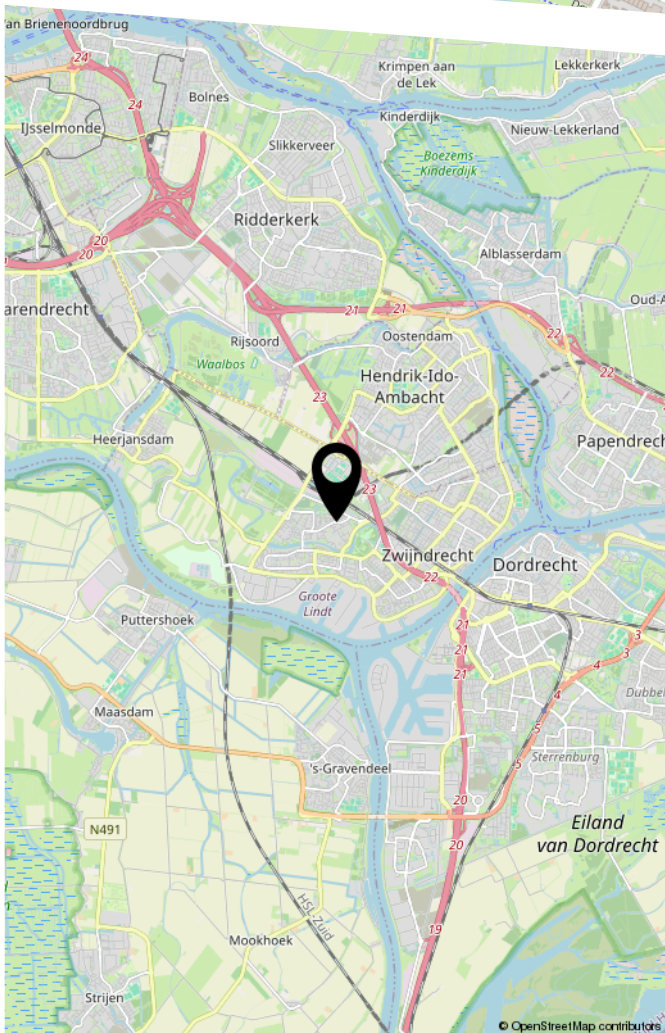 an Brienenoordbrug
24
Krimpen aan
de Lek
Lekkerkerk
24
Bolnes
Kinderdijk
IJsselmonde
Nieuw-Lekkerland
Slikkerveer
Boezems
Kinderdijk
Ridderkerk
20
20
Alblasserdam
21
21
Oud-A
arendrecht
22
Rijsoord
Oostendam
Waalbos
22
Hendrik-Ido-
Ambacht
23
Heerjansdam
Papendrech
23
Zwijndrecht
Dordrecht
22
Groote
Lindt
Puttershoek
21
3
21
3
4
21
Dubbel
4
Maasdam
5
Sterrenburg
's-Gravendeel
5
20
N491
Eiland
van Dordrecht
20
HSL-Zuid
19
Mookhoek
Strijen
© OpenStreetMap contributors